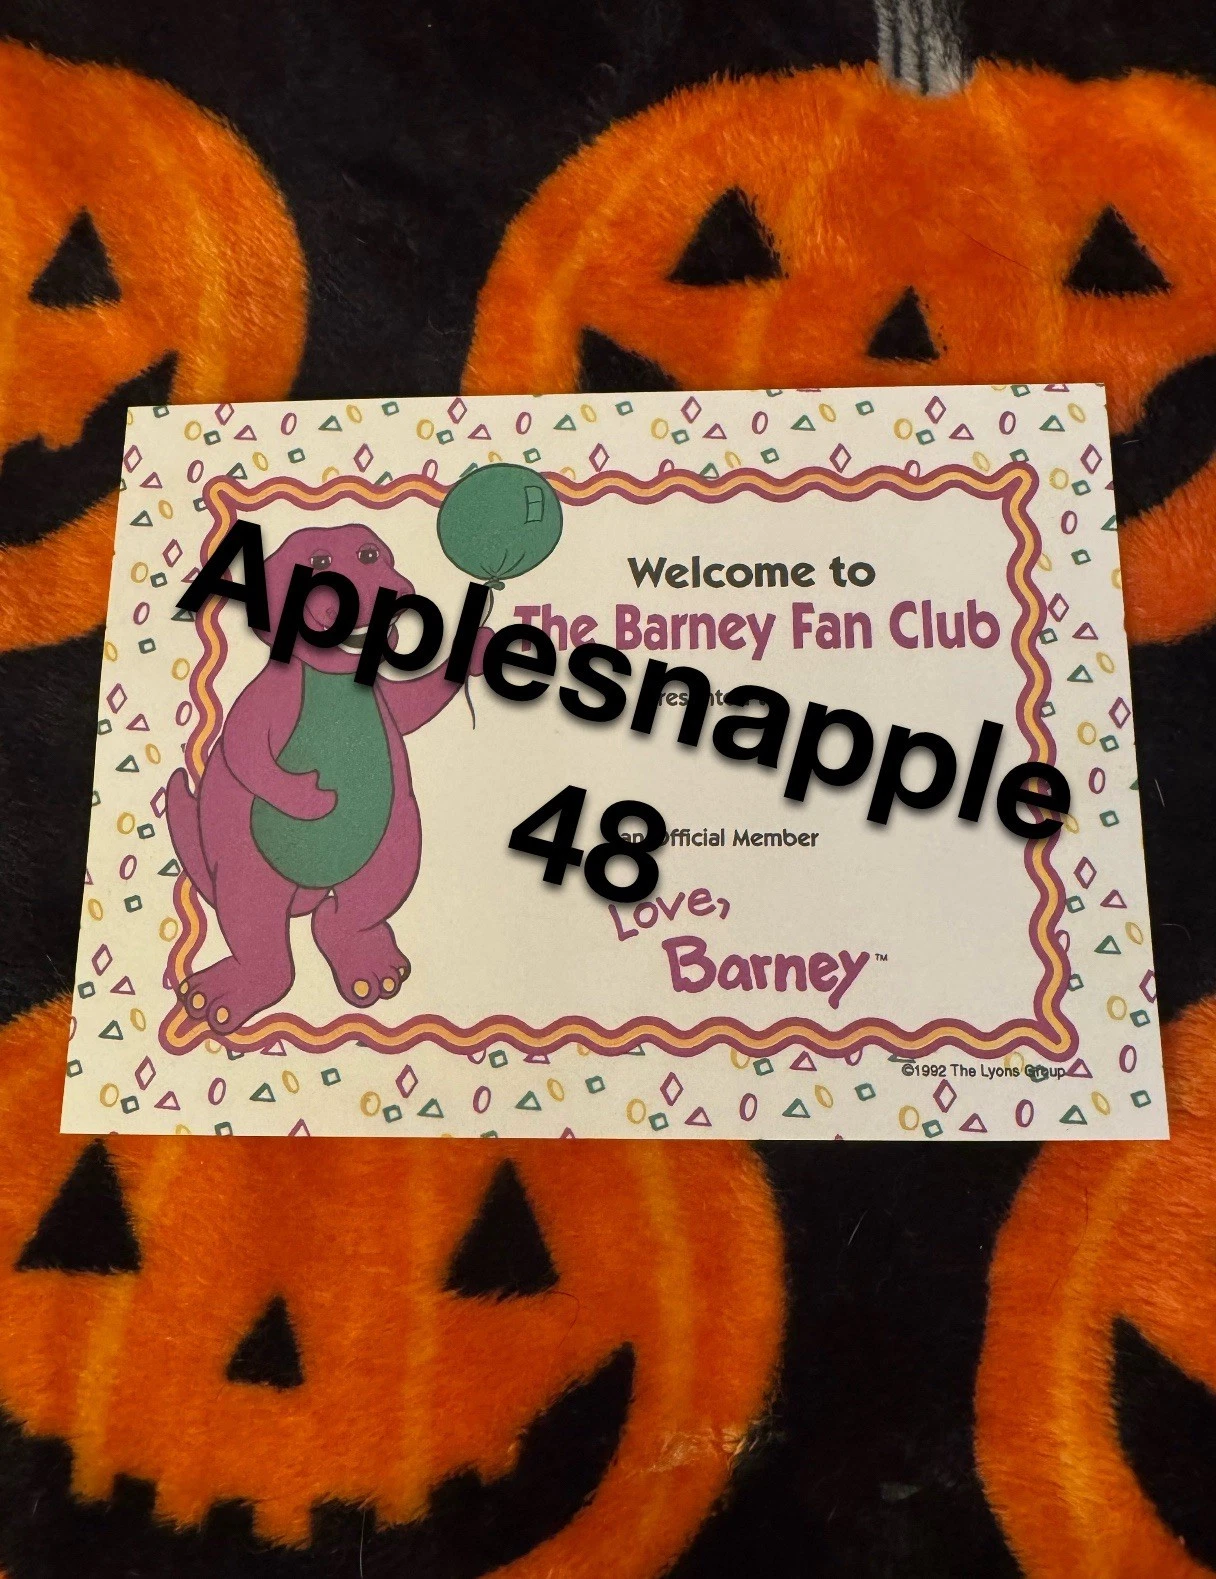 Welcome to
The Barney Fan Club
Applesnapple
48
Official Member
Love,
Barney™
©1992 The Lyons Group